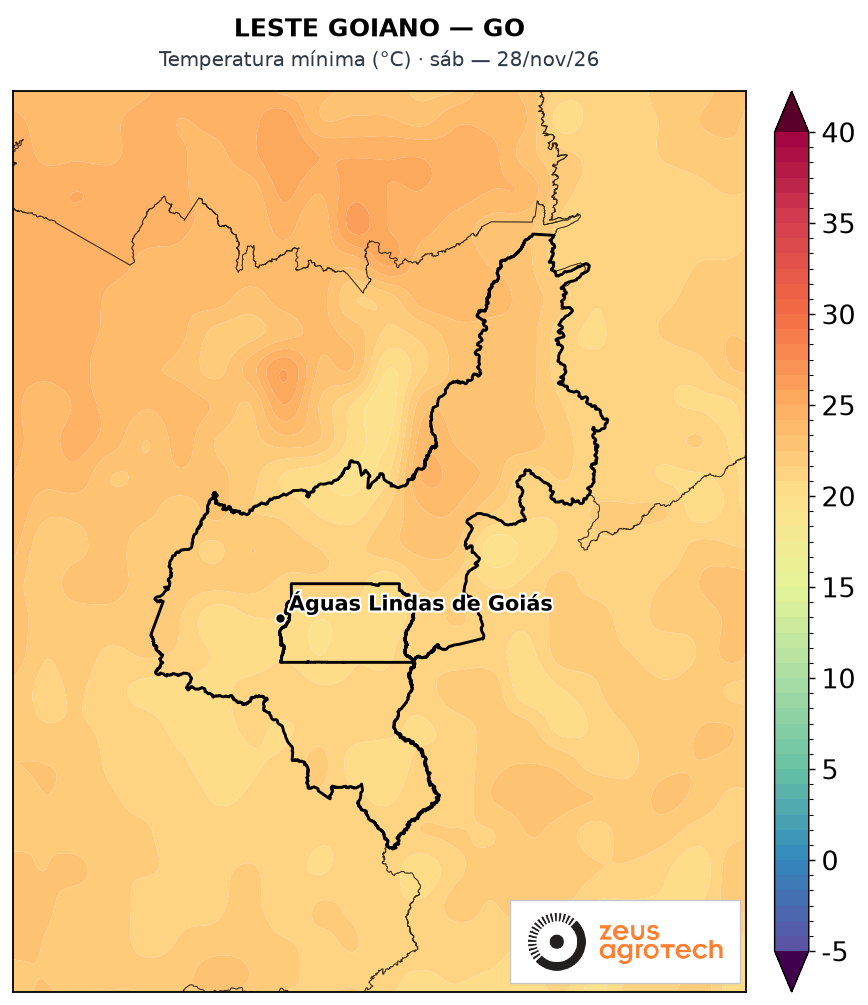 LESTE GOIANO — GO
Temperatura mínima (°C) · sáb — 28/nov/26
40
35
30
25
20
15
10
5
0
-5
Águas Lindas de Goiás
zeus
agrotech